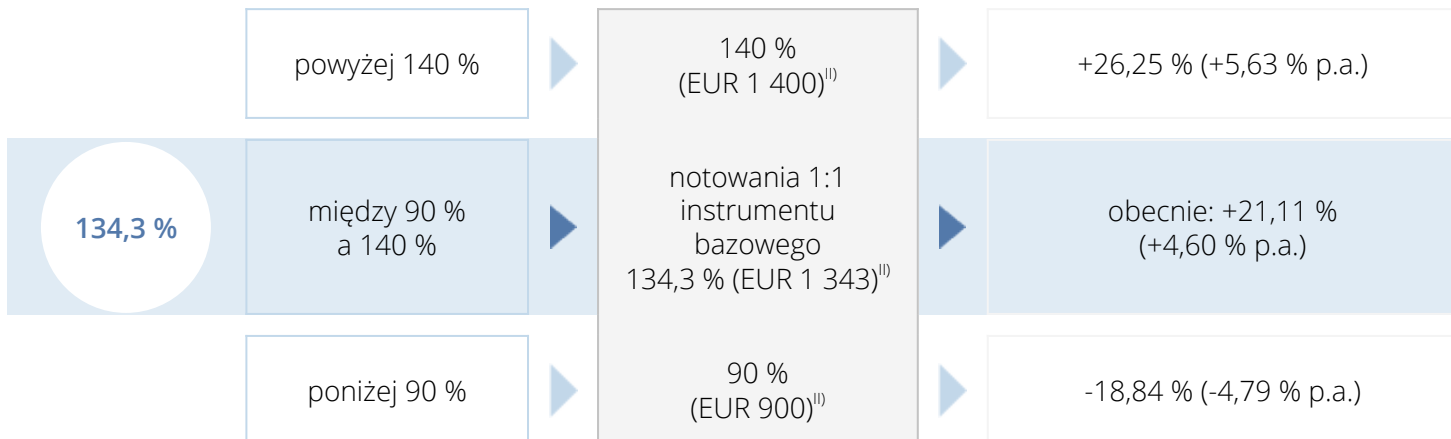 powyżej 140 %
140 %
(EUR 1 400)II)
+26,25 % (+5,63 % p.a.)
134,3 %
między 90 %
a 140 %
notowania 1:1
instrumentu
bazowego
134,3 % (EUR 1 343)II)
obecnie: +21,11 %
(+4,60 % p.a.)
poniżej 90 %
90 %
(EUR 900)II)
-18,84 % (-4,79 % p.a.)